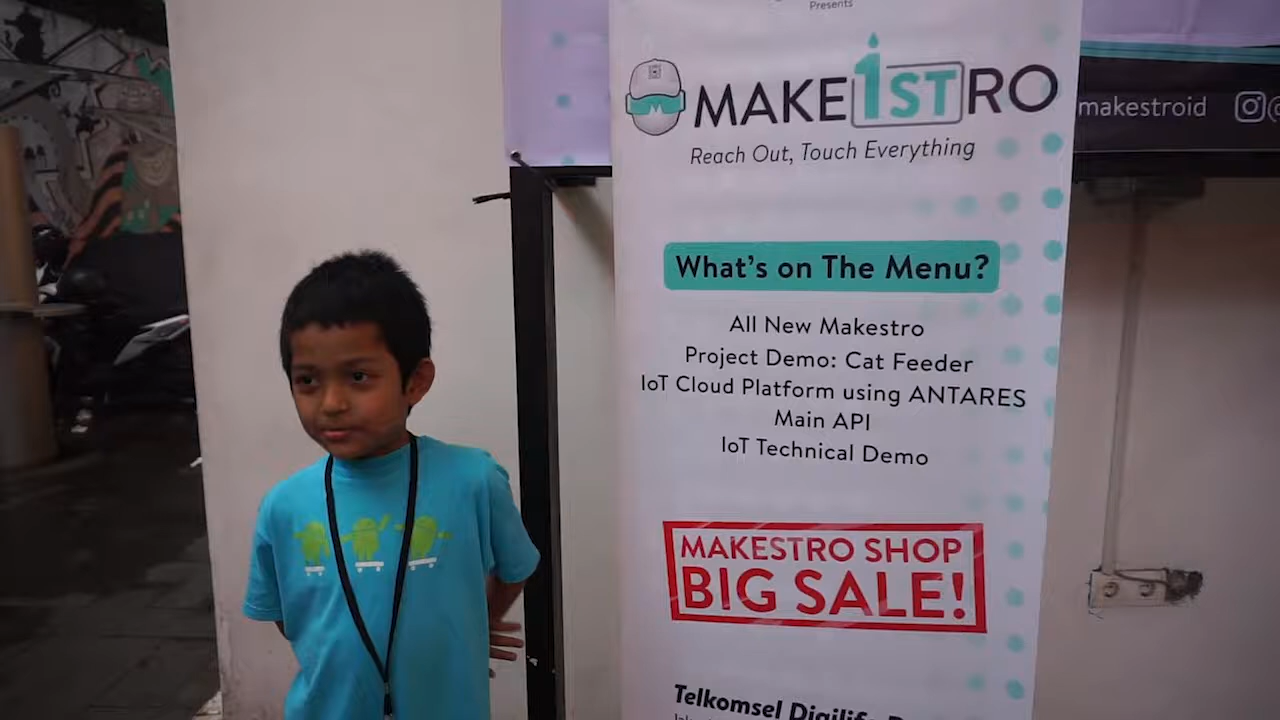 Presents
MAKE1STRO
Reach Out, Touch Everything
makestroid
What's on The Menu?
All New Makestro
Project Demo: Cat Feeder
IoT Cloud Platform using ANTARES
Main API
IoT Technical Demo
MAKESTRO SHOP
BIG SALE!
Telkomsel Digilife